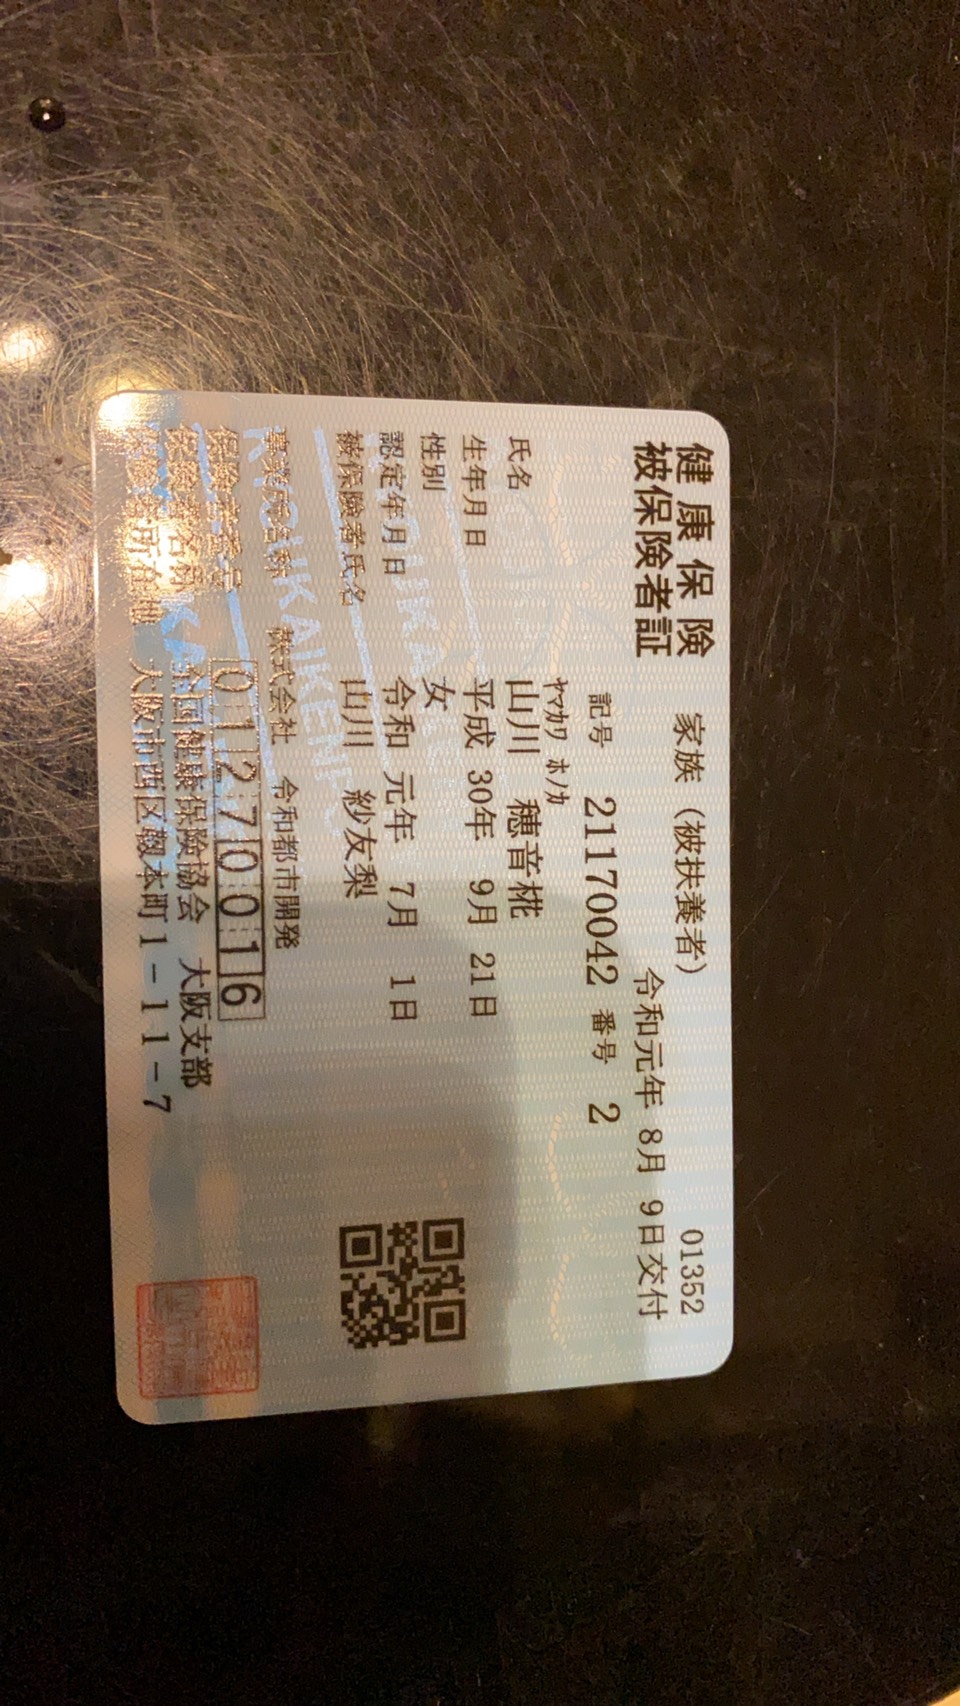 健康保険 家族（被扶養者） 01352
被保険者証 令和元年 8月 9日交付
記号 21170042 番号 2
ﾔﾏｶﾜ ﾎﾉｶ
氏名 山川 穂音椛
生年月日 平成 30年 9月 21日
性別 女
認定年月日 令和 元年 7月 1日
被保険者氏名 山川 紗友梨
事業所名称 株式会社 令和都市開発
保険者番号 01270016
保険者名称 全国健康保険協会 大阪支部
保険者所在地 大阪市西区靱本町1-11-7